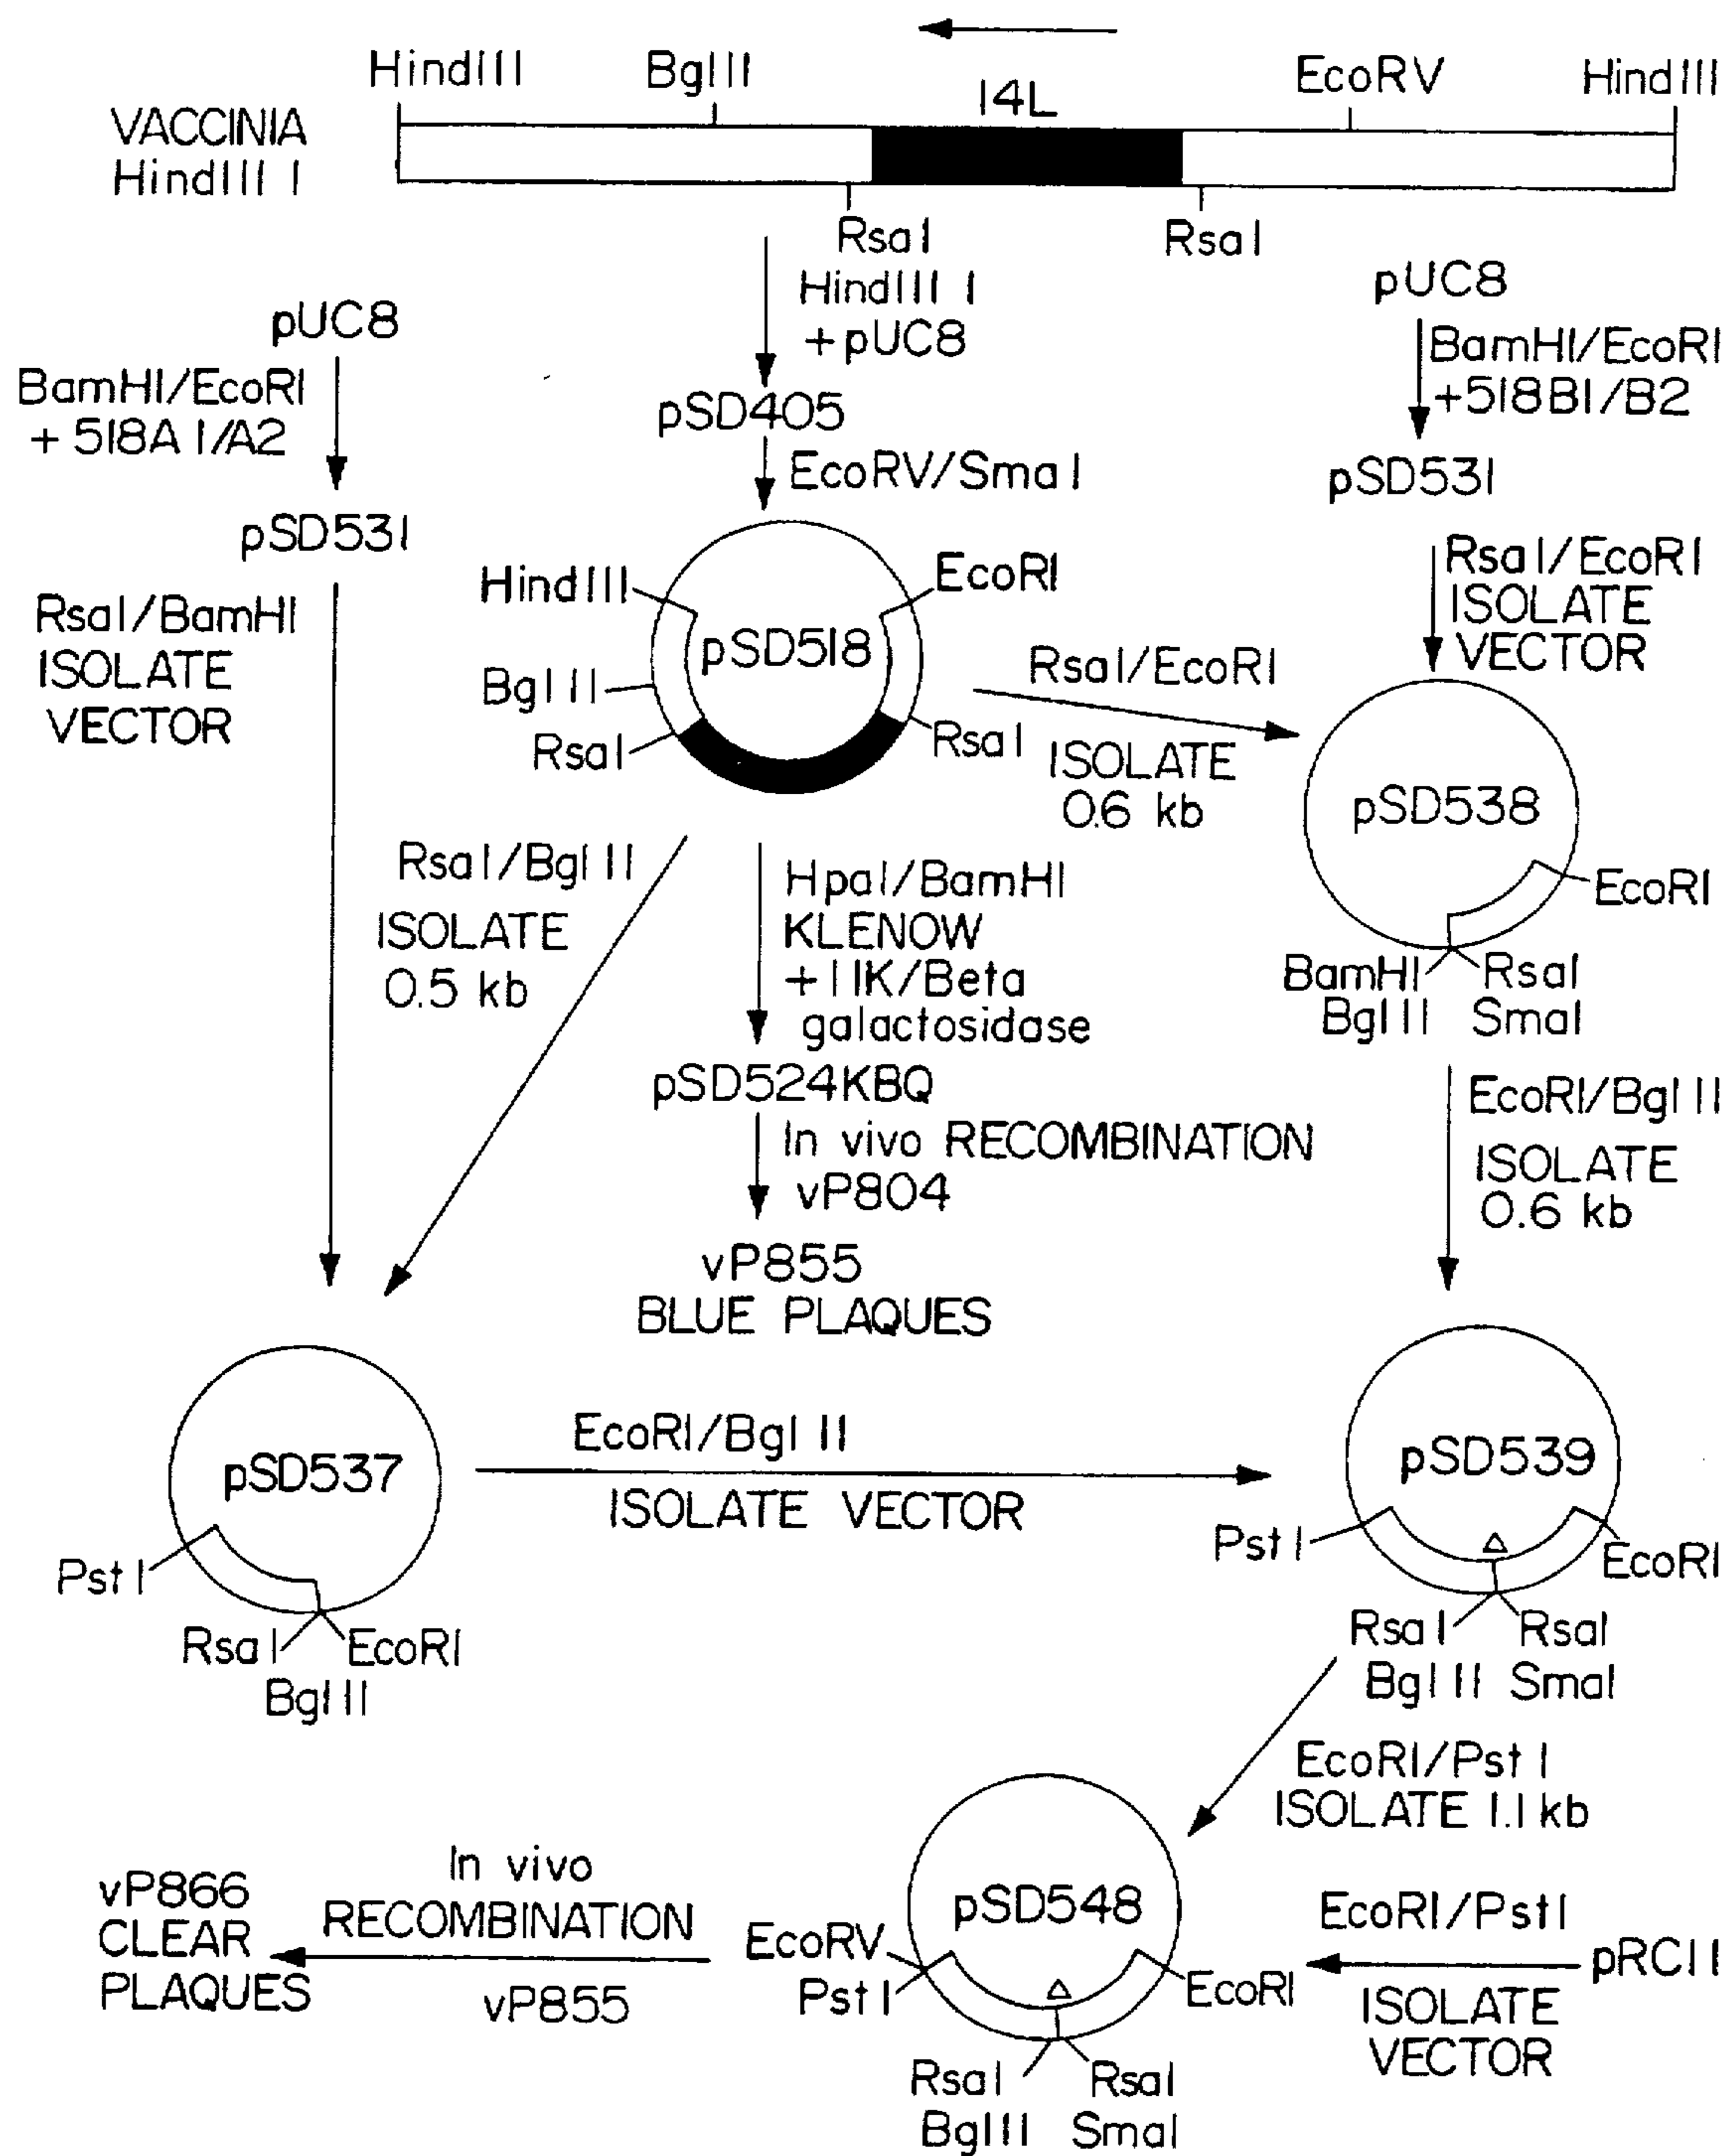 HindIII BglII I4L EcoRV HindIII
VACCINIA
HindIII I
RsaI RsaI
pUC8
BamHI/EcoRI
+ 518A1/A2
pSD531
RsaI/BamHI
ISOLATE
VECTOR
HindIII I
+pUC8
pSD405
EcoRV/SmaI
pUC8
BamHI/EcoRI
+518B1/B2
pSD531
RsaI/EcoRI
ISOLATE
VECTOR
HindIII
EcoRI
pSD518
BglII
RsaI
RsaI
RsaI/EcoRI
ISOLATE
0.6 kb
pSD538
EcoRI
BamHI RsaI
BglII SmaI
RsaI/BglII
ISOLATE
0.5 kb
HpaI/BamHI
KLENOW
+11K/Beta
galactosidase
pSD524KBQ
In vivo RECOMBINATION
vP804
vP855
BLUE PLAQUES
EcoRI/BglII
ISOLATE
0.6 kb
pSD537
PstI
RsaI EcoRI
BglII
EcoRI/BglII
ISOLATE VECTOR
pSD539
PstI
Δ
EcoRI
RsaI RsaI
BglII SmaI
EcoRI/PstI
ISOLATE 1.1 kb
pSD548
EcoRV
PstI
Δ
EcoRI
RsaI RsaI
BglII SmaI
EcoRI/PstI
pRC11
ISOLATE
VECTOR
In vivo
RECOMBINATION
vP855
vP866
CLEAR
PLAQUES